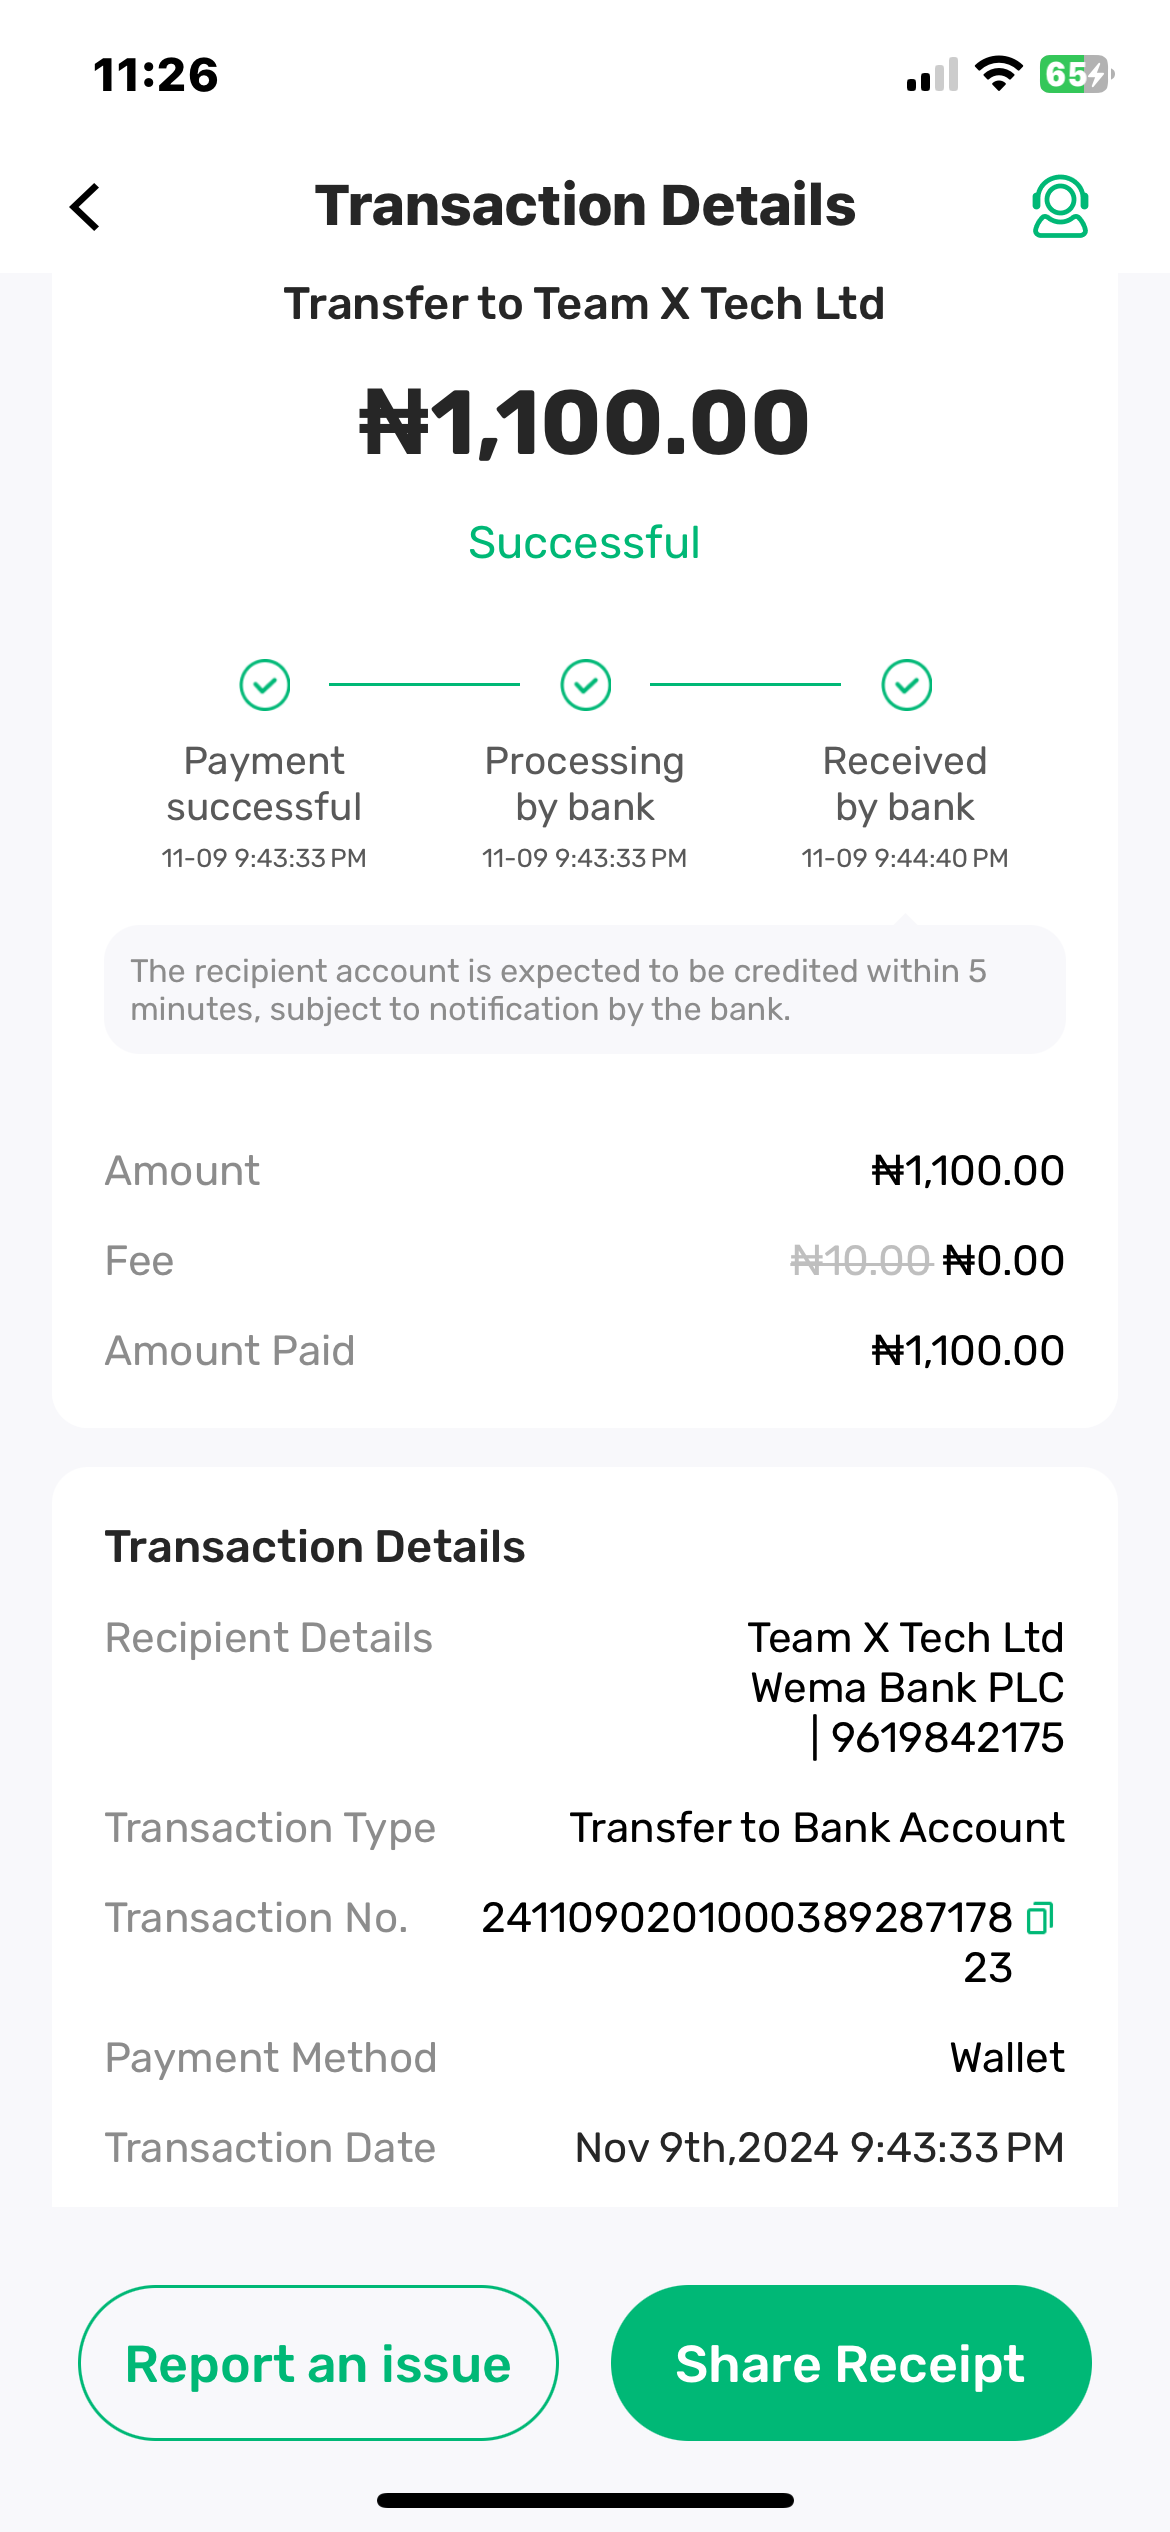 11:26
65
Transaction Details
Transfer to Team X Tech Ltd
₦1,100.00
Successful
Payment successful
11-09 9:43:33 PM
Processing by bank
11-09 9:43:33 PM
Received by bank
11-09 9:44:40 PM
The recipient account is expected to be credited within 5
minutes, subject to notification by the bank.
Amount ₦1,100.00
Fee ₦10.00 ₦0.00
Amount Paid ₦1,100.00
Transaction Details
Recipient Details Team X Tech Ltd
Wema Bank PLC
| 9619842175
Transaction Type Transfer to Bank Account
Transaction No. 2411090201000389287178
23
Payment Method Wallet
Transaction Date Nov 9th,2024 9:43:33 PM
Report an issue
Share Receipt